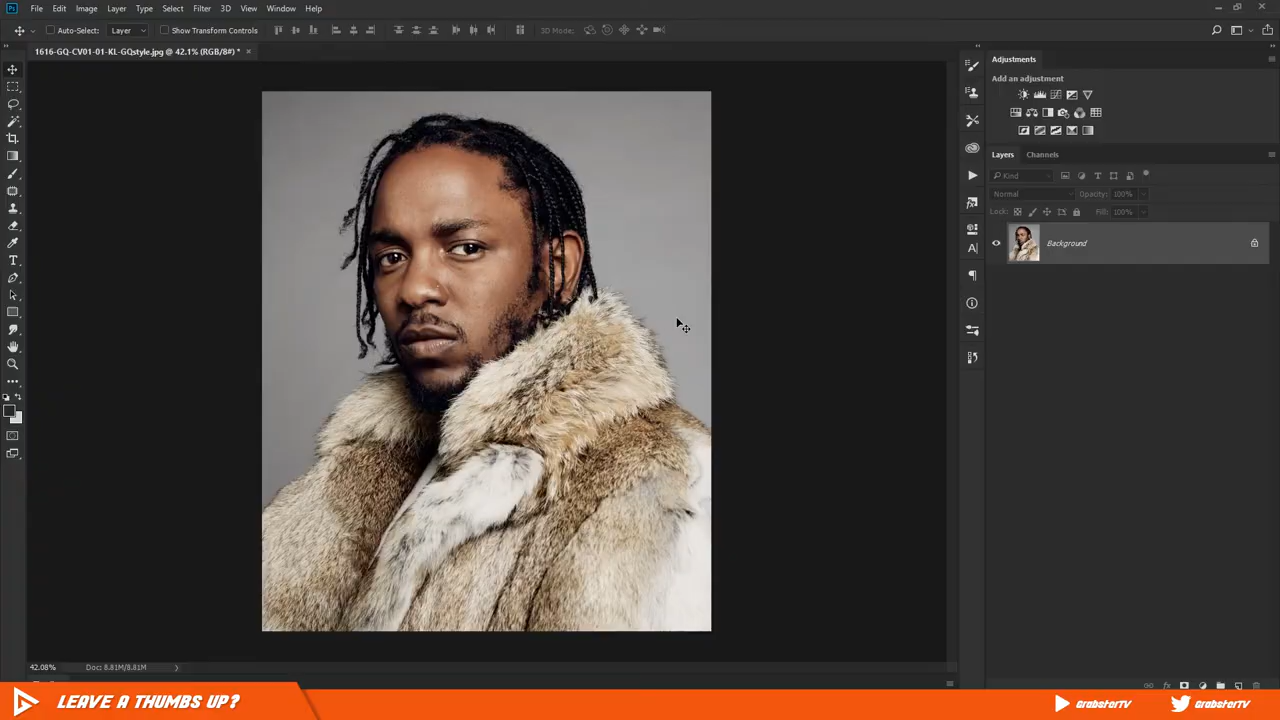 Ps File Edit Image Layer Type Select Filter 3D View Window Help
Auto-Select: Layer Show Transform Controls 3D Mode:
1616-GQ-CV01-01-KL-GQstyle.jpg @ 42.1% (RGB/8#) * ×
Adjustments
Add an adjustment
Layers Channels
Kind
Normal Opacity: 100%
Lock: Fill: 100%
Background
42.08% Doc: 8.81M/8.81M
LEAVE A THUMBS UP?
GrabsterTV GrabsterTV